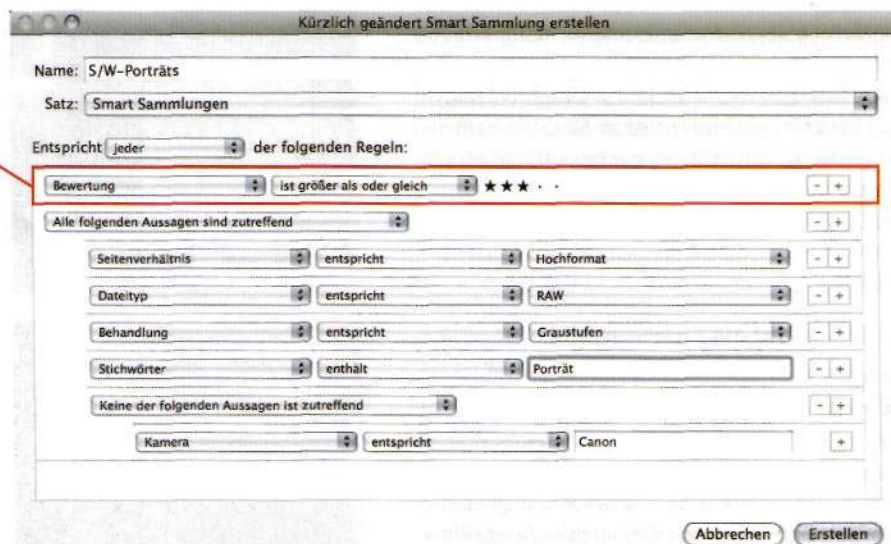 Kürzlich geändert Smart Sammlung erstellen
Name: S/W-Porträts
Satz: Smart Sammlungen
Entspricht jeder der folgenden Regeln:
Bewertung ist größer als oder gleich ★★★ · ·
Alle folgenden Aussagen sind zutreffend
Seitenverhältnis entspricht Hochformat
Dateityp entspricht RAW
Behandlung entspricht Graustufen
Stichwörter enthält Porträt
Keine der folgenden Aussagen ist zutreffend
Kamera entspricht Canon
Abbrechen Erstellen